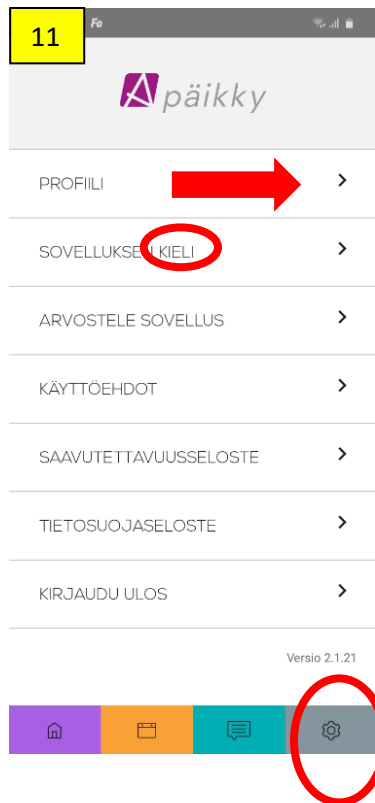 11
Fo
päikky
PROFIILI
SOVELLUKSEN KIELI
ARVOSTELE SOVELLUS
KÄYTTÖEHDOT
SAAVUTETTAVUUSSELOSTE
TIETOSUOJASELOSTE
KIRJAUDU ULOS
Versio 2.1.21